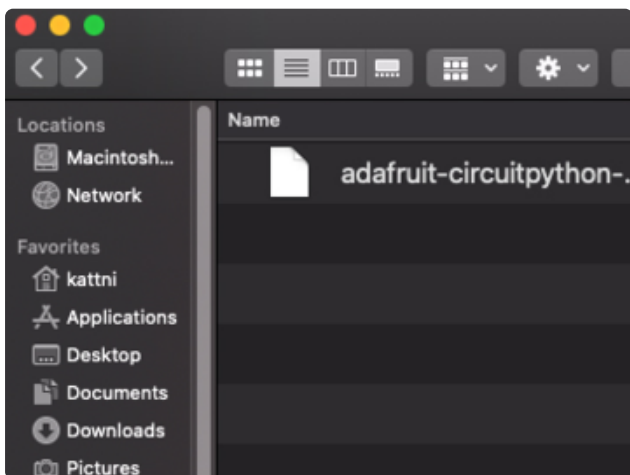 Locations
Macintosh...
Network
Favorites
kattni
Applications
Desktop
Documents
Downloads
Pictures
Name
adafruit-circuitpython-.